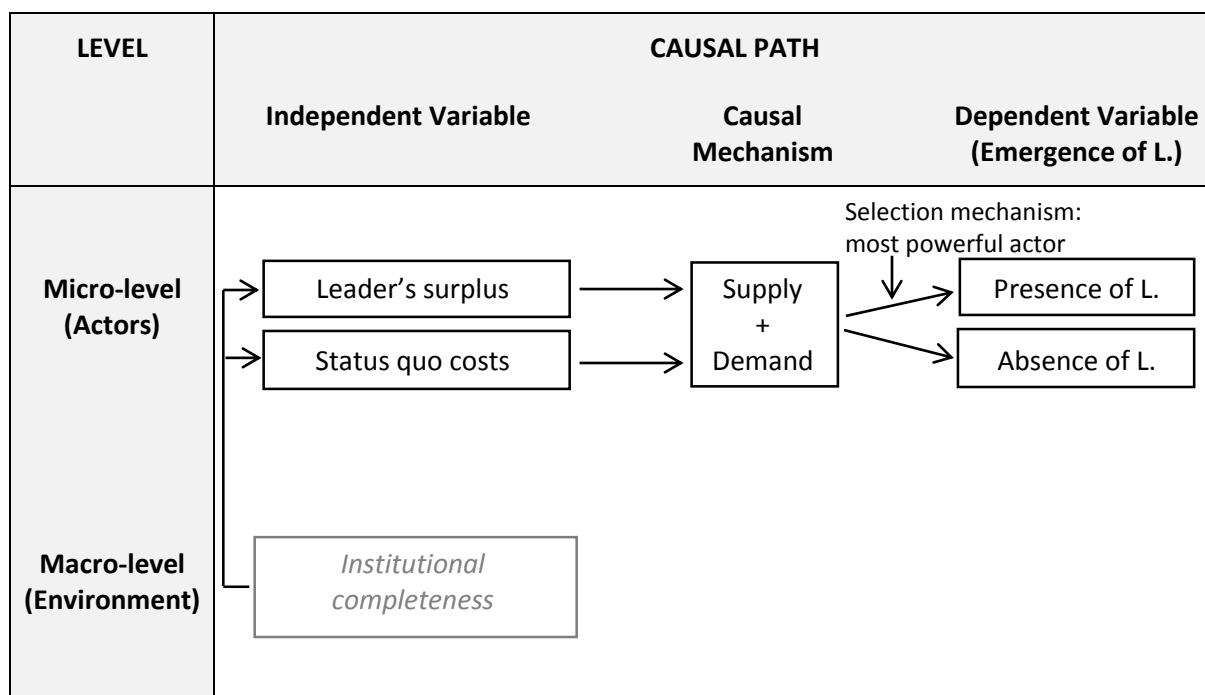 LEVEL
CAUSAL PATH
Independent Variable
Causal
Mechanism
Dependent Variable
(Emergence of L.)
Selection mechanism:
most powerful actor
Micro-level
(Actors)
Leader’s surplus
Status quo costs
Supply
+
Demand
Presence of L.
Absence of L.
Macro-level
(Environment)
Institutional
completeness